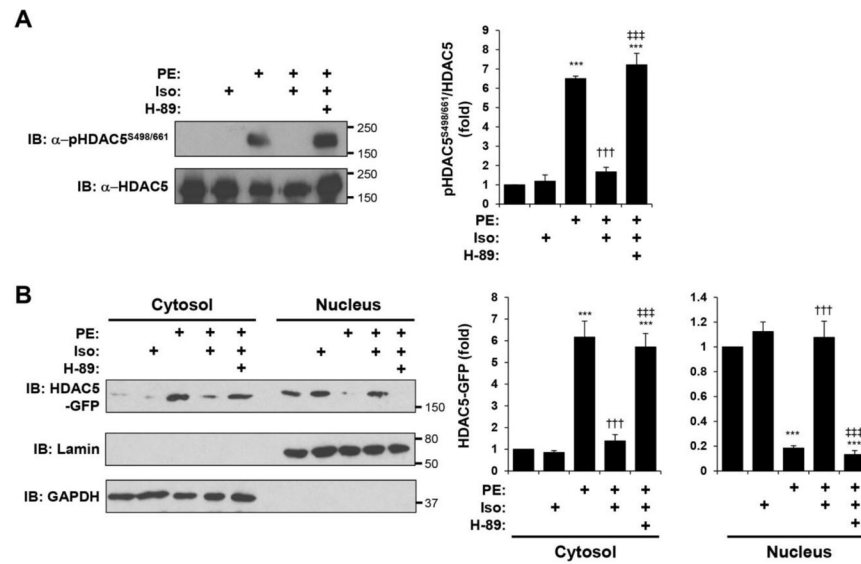 A
PE: + + +
Iso: + + +
H-89: +
IB: α–pHDAC5S498/661
250
150
IB: α–HDAC5
250
150
pHDAC5S498/661/HDAC5
(fold)
9
8
7
6
5
4
3
2
1
0
***
†††
‡‡‡
***
PE: + + +
Iso: + + +
H-89: +
B
Cytosol Nucleus
PE: + + + + + +
Iso: + + + + + +
H-89: + +
IB: HDAC5
-GFP
150
IB: Lamin
80
50
IB: GAPDH
37
HDAC5-GFP (fold)
8
7
6
5
4
3
2
1
0
***
†††
‡‡‡
***
1.4
1.2
1
0.8
0.6
0.4
0.2
0
***
†††
‡‡‡
***
PE: + + + + + +
Iso: + + + + + +
H-89: + +
Cytosol Nucleus